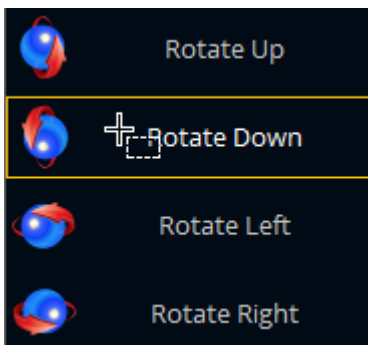 Rotate Up
Rotate Down
Rotate Left
Rotate Right